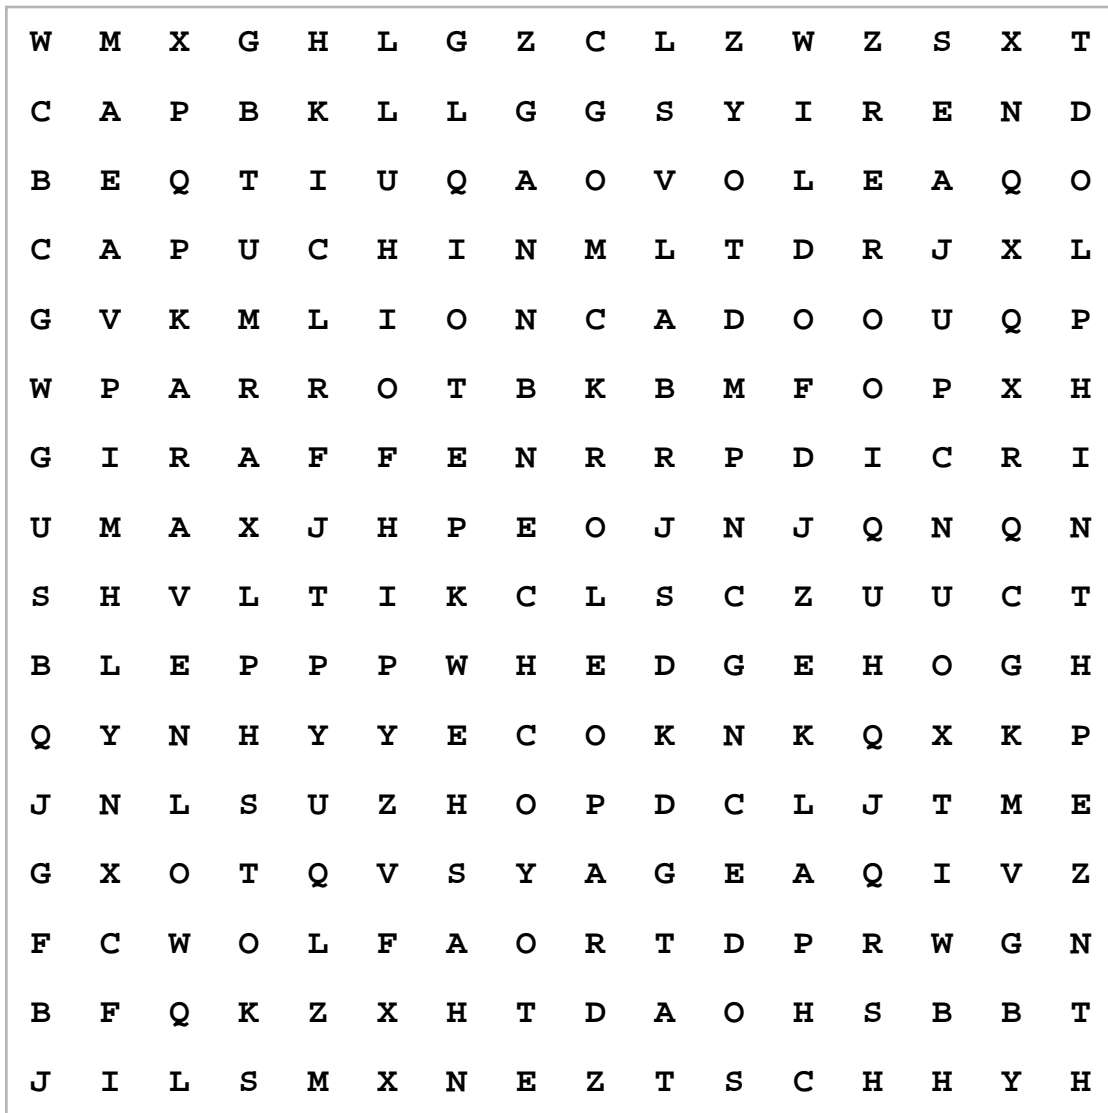 W M X G H L G Z C L Z W Z S X T
C A P B K L L G G S Y I R E N D
B E Q T I U Q A O V O L E A Q O
C A P U C H I N M L T D R J X L
G V K M L I O N C A D O O U Q P
W P A R R O T B K B M F O P X H
G I R A F F E N R R P D I C R I
U M A X J H P E O J N J Q N Q N
S H V L T I K C L S C Z U U C T
B L E P P P W H E D G E H O G H
Q Y N H Y Y E C O K N K Q X K P
J N L S U Z H O P D C L J T M E
G X O T Q V S Y A G E A Q I V Z
F C W O L F A O R T D P R W G N
B F Q K Z X H T D A O H S B B T
J I L S M X N E Z T S C H H Y H